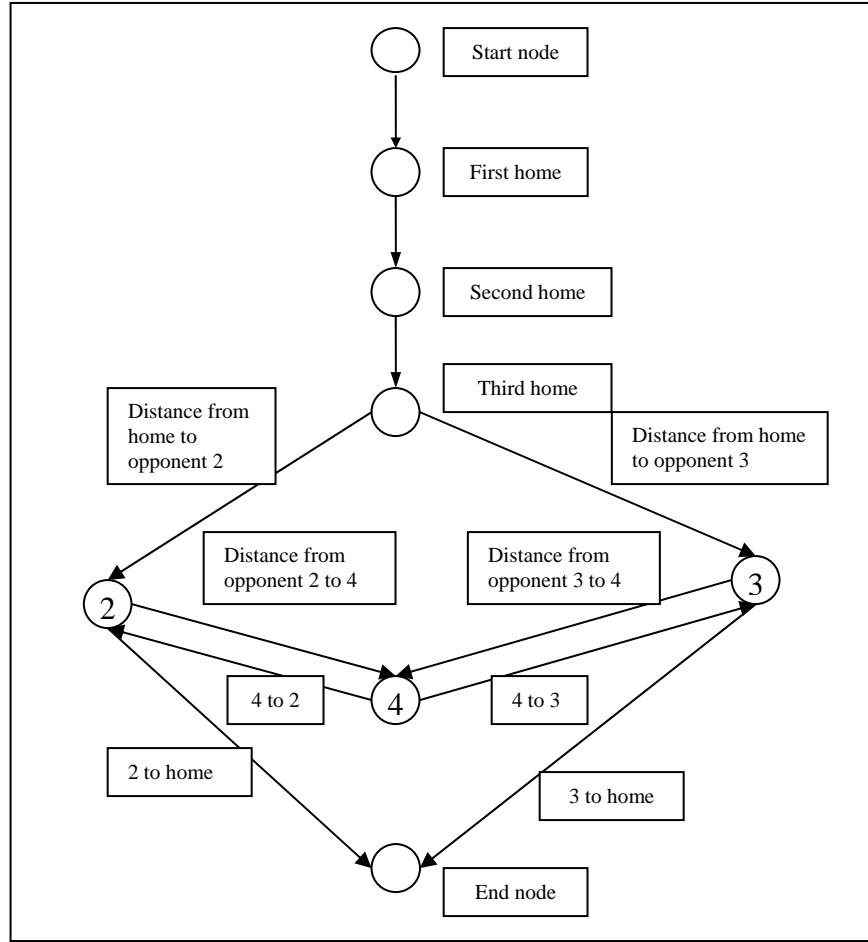 Start node
First home
Second home
Third home
Distance from
home to
opponent 2
Distance from home
to opponent 3
Distance from
opponent 2 to 4
Distance from
opponent 3 to 4
2
3
4 to 2
4
4 to 3
2 to home
3 to home
End node